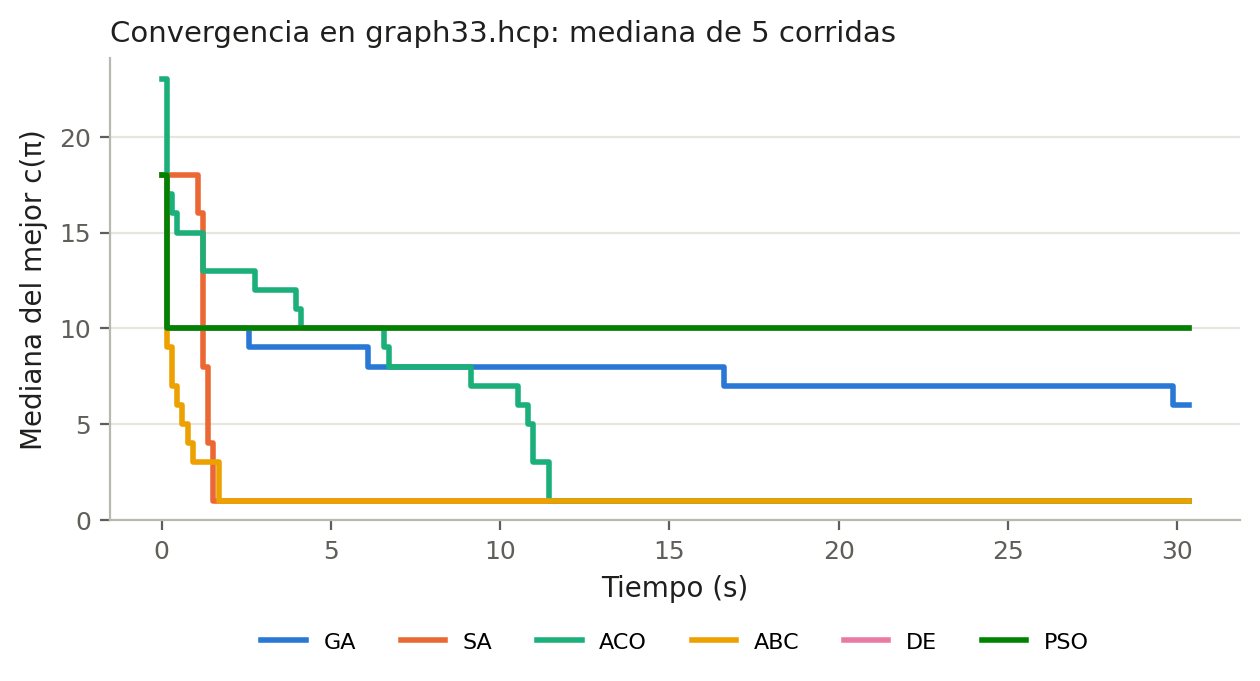 Convergencia en graph33.hcp: mediana de 5 corridas
Mediana del mejor c(π)
20
15
10
5
0
0 5 10 15 20 25 30
Tiempo (s)
GA SA ACO ABC DE PSO